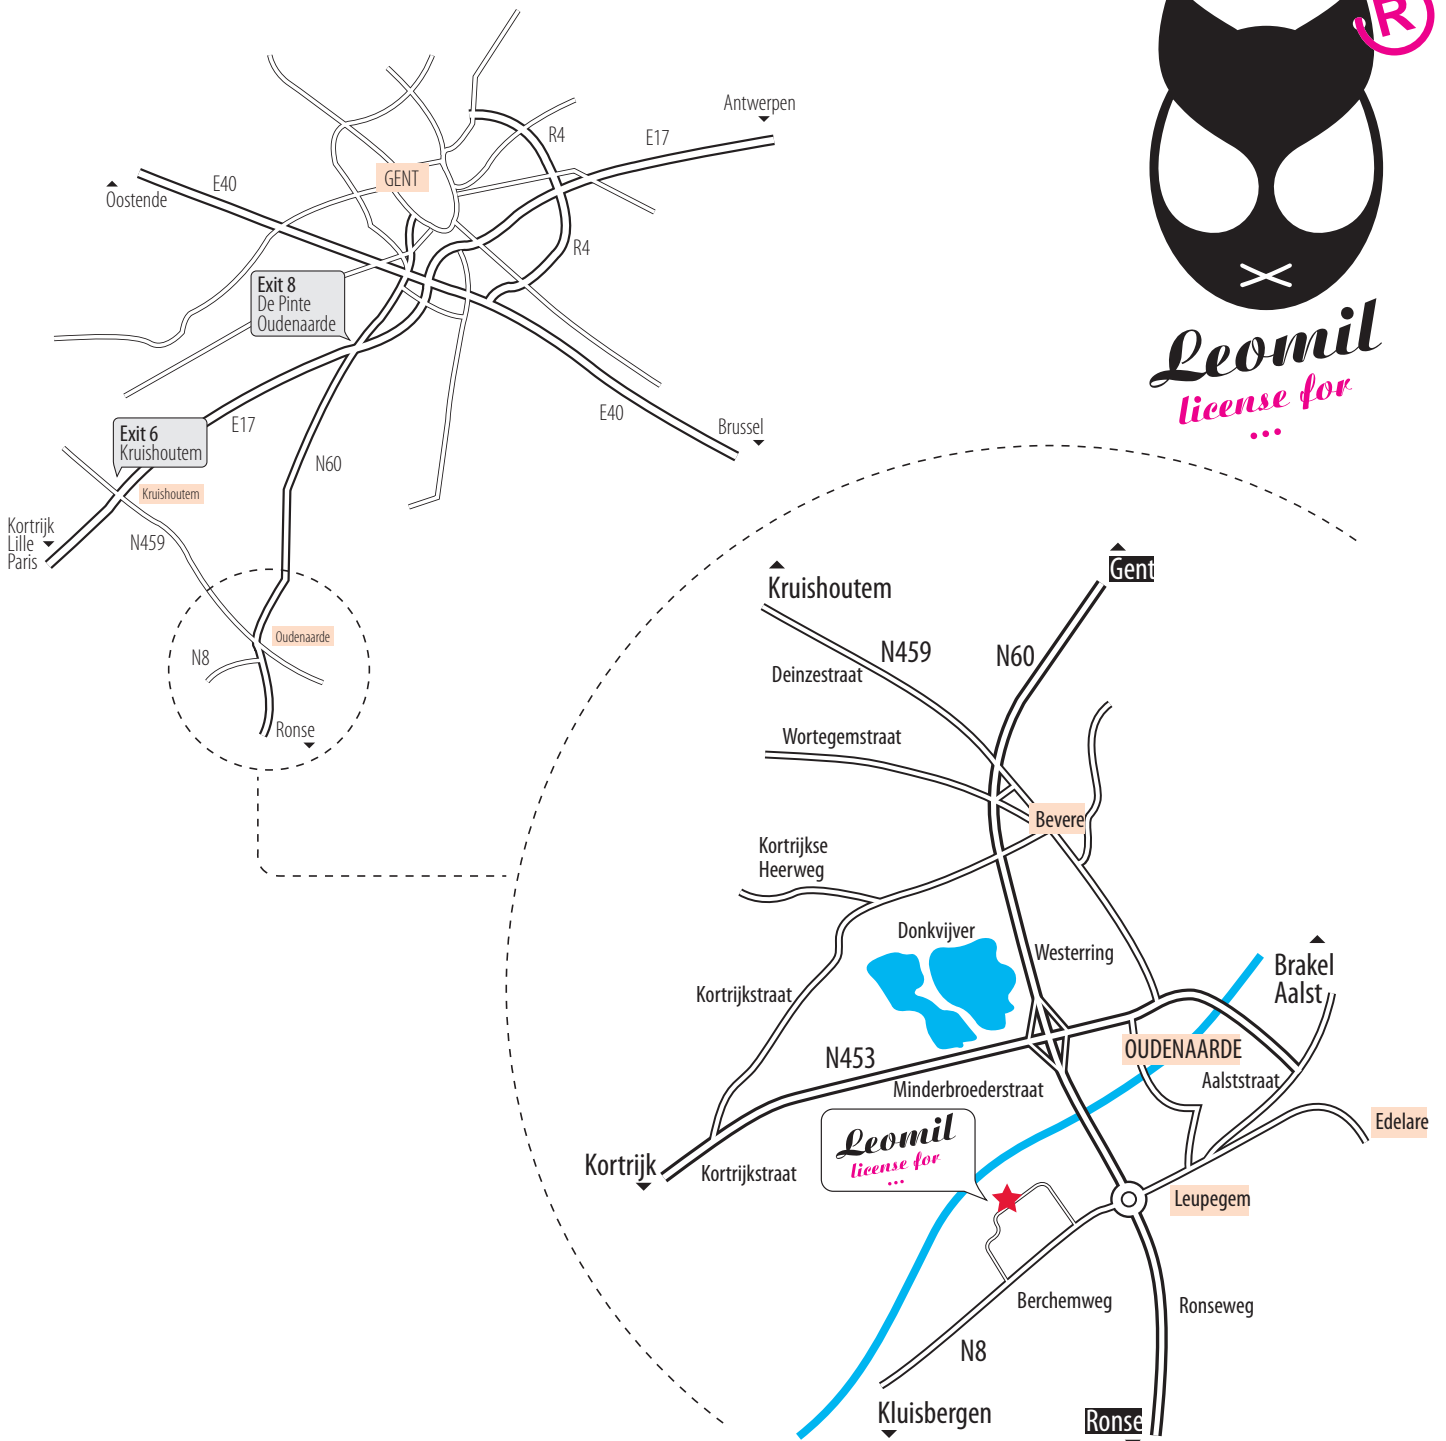 R
Antwerpen
R4
E17
GENT
E40
Oostende
R4
Exit 8
De Pinte
Oudenaarde
Leomil
license for
...
E40
Brussel
E17
Exit 6
Kruishoutem
N60
Kruishoutem
Kortrijk
Lille
Paris
N459
Oudenaarde
N8
Ronse
Gent
Kruishoutem
N459
N60
Deinzestraat
Wortegemstraat
Bevere
Kortrijkse
Heerweg
Donkvijver
Westerring
Brakel
Aalst
Kortrijkstraat
OUDENAARDE
N453
Aalststraat
Minderbroederstraat
Edelare
Leomil
license for
...
Kortrijk
Kortrijkstraat
Leupegem
Berchemweg
Ronseweg
N8
Kluisbergen
Ronse